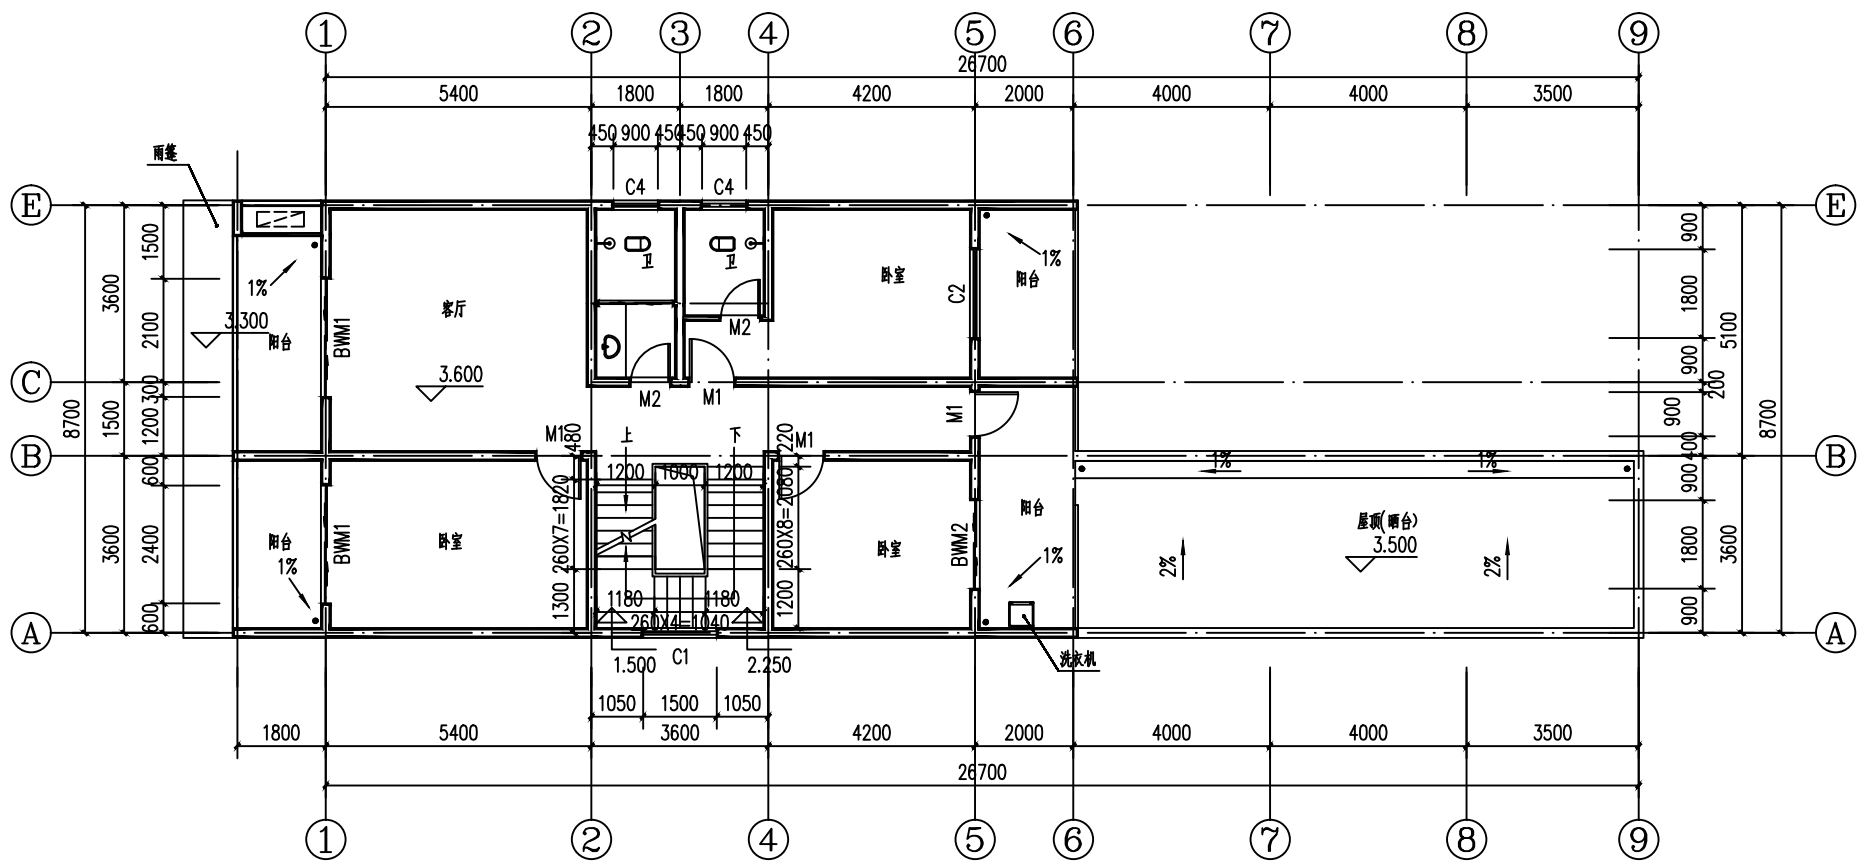 1 2 3 4 5 6 7 8 9
26700
5400 1800 1800 4200 2000 4000 4000 3500
450 900 450 450 900 450
雨篷
C4 C4
E E
1500 900
卫 卫
1% 1%
卧室 阳台
3600 C2 1800
客厅
3.300
2100 阳台 BWM1 M2 5100
3.600
900
C C
300 M2 M1 200
8700 1500 1200 M1 900 8700
M1 480 上 下 220 M1
400
B B
1% 1%
600 1200 1000 1200 900
阳台 屋顶(晒台)
3600 2400 阳台 BWM1 卧室 260X7=1820 260X8=2080 卧室 BWM2 3.500 1800 3600
1% 1% 2% 2%
1300 1180 1180 1200
600 260X4=1040 900
A A
1.500 C1 2.250 洗衣机
1050 1500 1050
1800 5400 3600 4200 2000 4000 4000 3500
26700
1 2 4 5 6 7 8 9